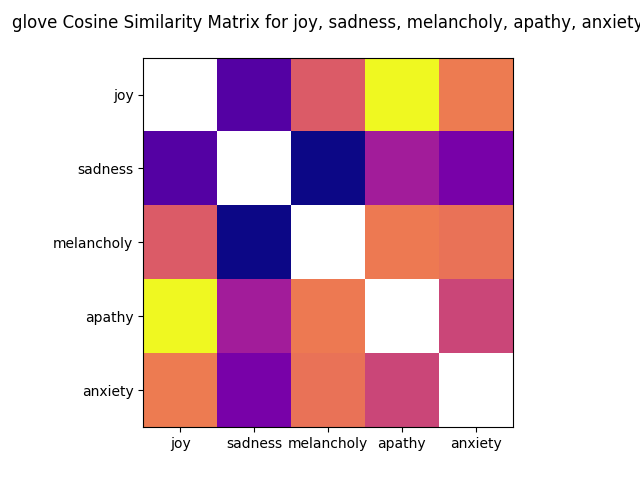 glove Cosine Similarity Matrix for joy, sadness, melancholy, apathy, anxiety
joy
sadness
melancholy
apathy
anxiety
joy sadness melancholy apathy anxiety